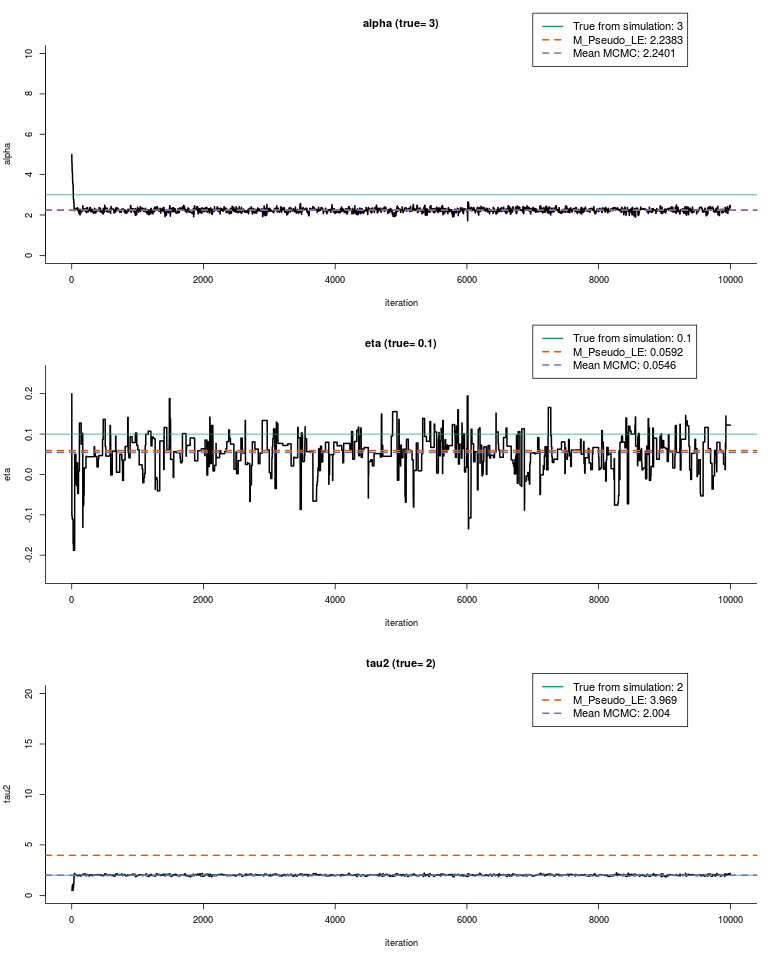 alpha (true= 3)
True from simulation: 3
M_Pseudo_LE: 2.2383
Mean MCMC: 2.2401
10
8
6
4
2
0
alpha
0 2000 4000 6000 8000 10000
iteration
eta (true= 0.1)
True from simulation: 0.1
M_Pseudo_LE: 0.0592
Mean MCMC: 0.0546
0.2
0.1
0.0
-0.1
-0.2
eta
0 2000 4000 6000 8000 10000
iteration
tau2 (true= 2)
True from simulation: 2
M_Pseudo_LE: 3.969
Mean MCMC: 2.004
20
15
10
5
0
tau2
0 2000 4000 6000 8000 10000
iteration